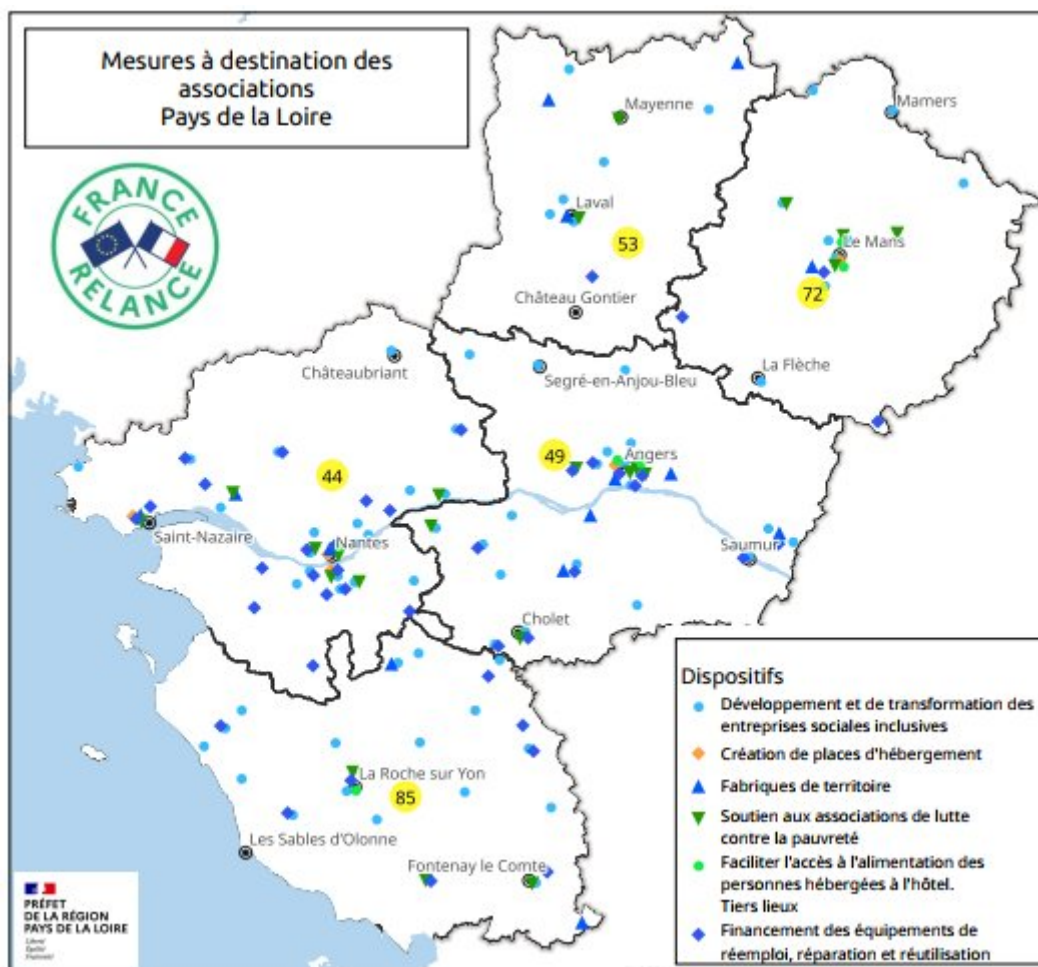 Mesures à destination des
associations
Pays de la Loire
FRANCE
RELANCE
Mayenne
Mamers
Laval
53
Le Mans
72
Château Gontier
La Flèche
Châteaubriant
Segré-en-Anjou-Bleu
44
49
Angers
Saint-Nazaire
Nantes
Saumur
Cholet
La Roche sur Yon
85
Les Sables d'Olonne
Fontenay le Comte
Dispositifs
Développement et de transformation des
entreprises sociales inclusives
Création de places d'hébergement
Fabriques de territoire
Soutien aux associations de lutte
contre la pauvreté
Faciliter l'accès à l'alimentation des
personnes hébergées à l'hôtel.
Tiers lieux
Financement des équipements de
réemploi, réparation et réutilisation
PRÉFET
DE LA RÉGION
PAYS DE LA LOIRE
Liberté
Égalité
Fraternité